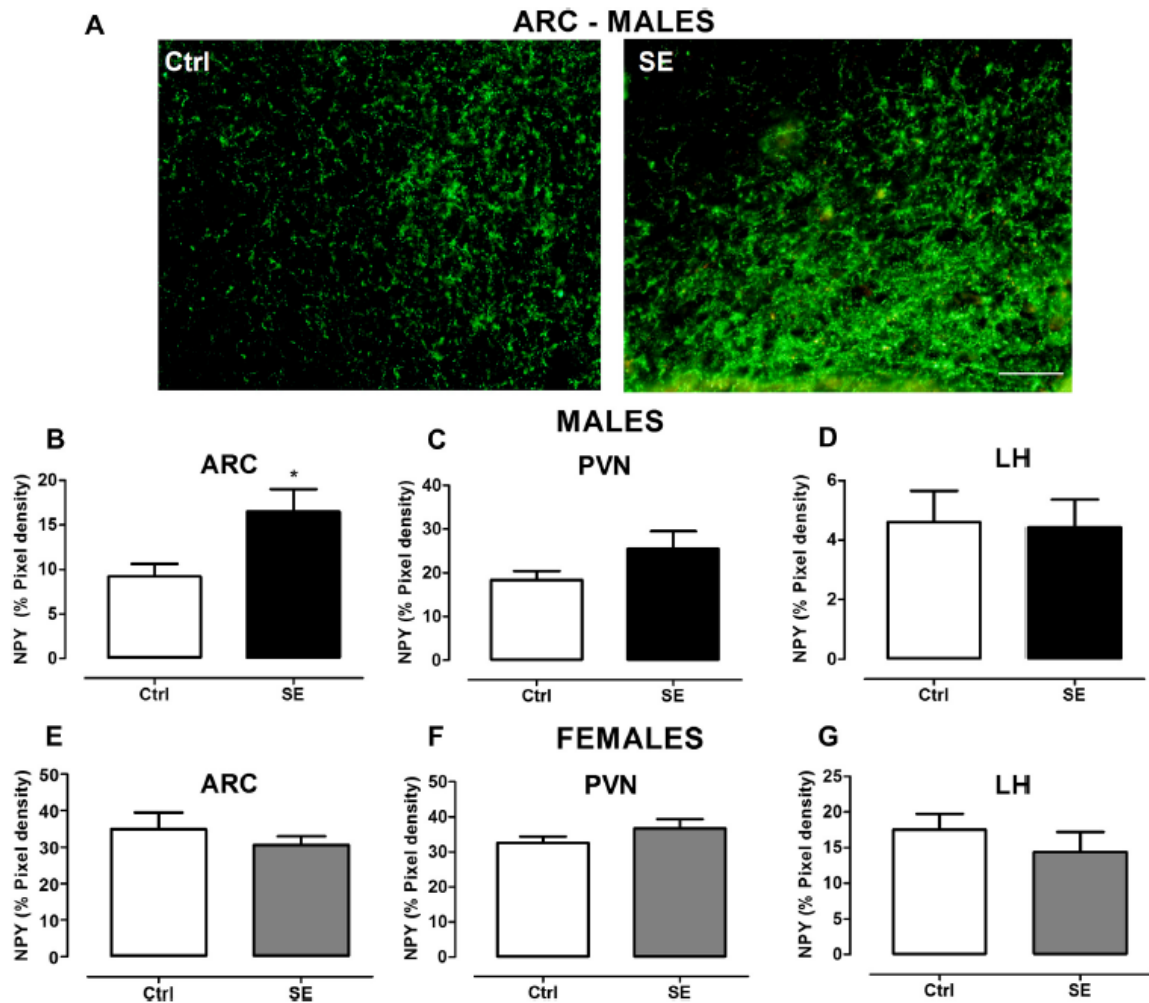 A
ARC - MALES
Ctrl
SE
MALES
B
ARC
NPY (% Pixel density)
20
15
10
5
0
*
Ctrl
SE
C
PVN
NPY (% Pixel density)
40
30
20
10
0
Ctrl
SE
D
LH
NPY (% Pixel density)
6
4
2
0
Ctrl
SE
FEMALES
E
ARC
NPY (% Pixel density)
50
40
30
20
10
0
Ctrl
SE
F
PVN
NPY (% Pixel density)
50
40
30
20
10
0
Ctrl
SE
G
LH
NPY (% Pixel density)
25
20
15
10
5
0
Ctrl
SE